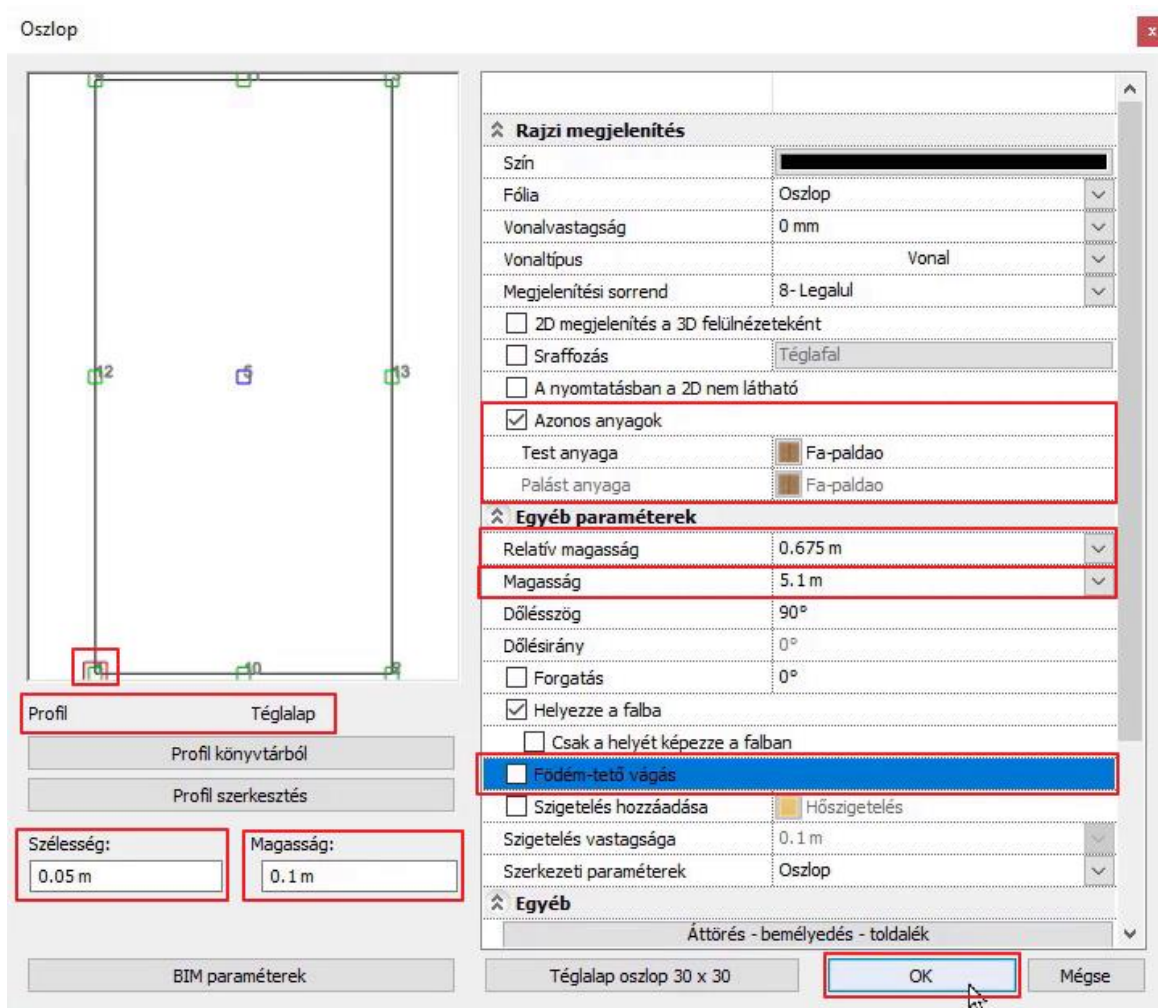 Oszlop
x
12
5
13
10
Profil Téglalap
Profil könyvtárból
Profil szerkesztés
Szélesség: Magasság:
0.05 m 0.1 m
BIM paraméterek
Rajzi megjelenítés
Szín
Fólia Oszlop
Vonalvastagság 0 mm
Vonaltípus Vonal
Megjelenítési sorrend 8- Legalul
2D megjelenítés a 3D felülnézeteként
Sraffozás Téglafal
A nyomtatásban a 2D nem látható
Azonos anyagok
Test anyaga Fa-paldao
Palást anyaga Fa-paldao
Egyéb paraméterek
Relatív magasság 0.675 m
Magasság 5.1 m
Dőlésszög 90°
Dőlésirány 0°
Forgatás 0°
Helyezze a falba
Csak a helyét képezze a falban
Födém-tető vágás
Szigetelés hozzáadása Hőszigetelés
Szigetelés vastagsága 0.1 m
Szerkezeti paraméterek Oszlop
Egyéb
Áttörés - bemélyedés - toldalék
Téglalap oszlop 30 x 30 OK Mégse